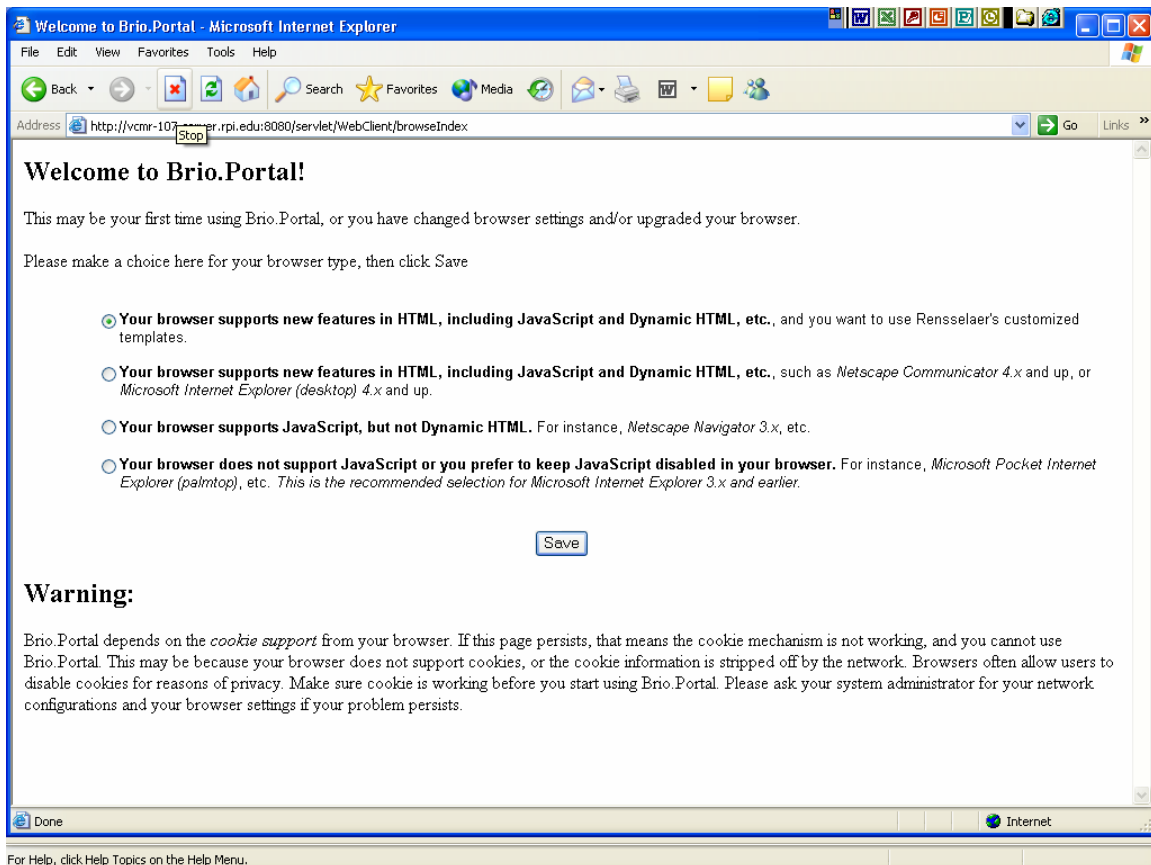 Welcome to Brio.Portal - Microsoft Internet Explorer
File Edit View Favorites Tools Help
Back Search Favorites Media
Address http://vcmr-107-server.rpi.edu:8080/servlet/WebClient/browseIndex Go Links »
Stop
Welcome to Brio.Portal!
This may be your first time using Brio.Portal, or you have changed browser settings and/or upgraded your browser.
Please make a choice here for your browser type, then click Save
Your browser supports new features in HTML, including JavaScript and Dynamic HTML, etc., and you want to use Rensselaer's customized
templates.
Your browser supports new features in HTML, including JavaScript and Dynamic HTML, etc., such as Netscape Communicator 4.x and up, or
Microsoft Internet Explorer (desktop) 4.x and up.
Your browser supports JavaScript, but not Dynamic HTML. For instance, Netscape Navigator 3.x, etc.
Your browser does not support JavaScript or you prefer to keep JavaScript disabled in your browser. For instance, Microsoft Pocket Internet
Explorer (palmtop), etc. This is the recommended selection for Microsoft Internet Explorer 3.x and earlier.
Save
Warning:
Brio.Portal depends on the cookie support from your browser. If this page persists, that means the cookie mechanism is not working, and you cannot use
Brio.Portal. This may be because your browser does not support cookies, or the cookie information is stripped off by the network. Browsers often allow users to
disable cookies for reasons of privacy. Make sure cookie is working before you start using Brio.Portal. Please ask your system administrator for your network
configurations and your browser settings if your problem persists.
Done Internet
For Help, click Help Topics on the Help Menu.